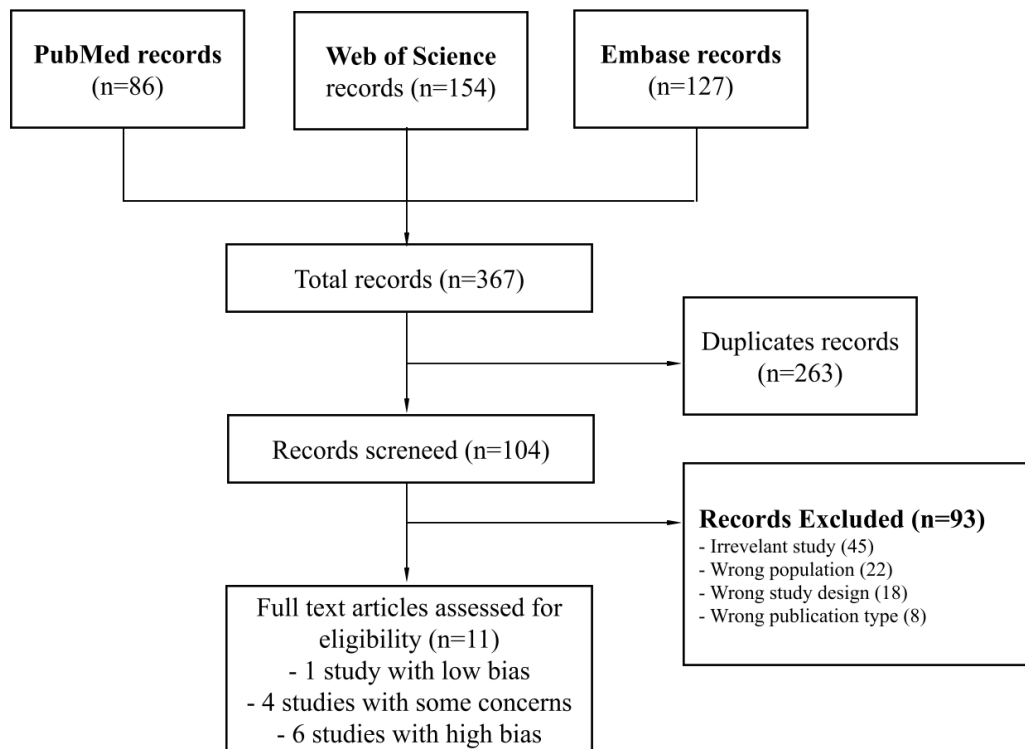 PubMed records
(n=86)
Web of Science
records (n=154)
Embase records
(n=127)
Total records (n=367)
Duplicates records
(n=263)
Records screneed (n=104)
Records Excluded (n=93)
- Irrevelant study (45)
- Wrong population (22)
- Wrong study design (18)
- Wrong publication type (8)
Full text articles assessed for
eligibility (n=11)
- 1 study with low bias
- 4 studies with some concerns
- 6 studies with high bias